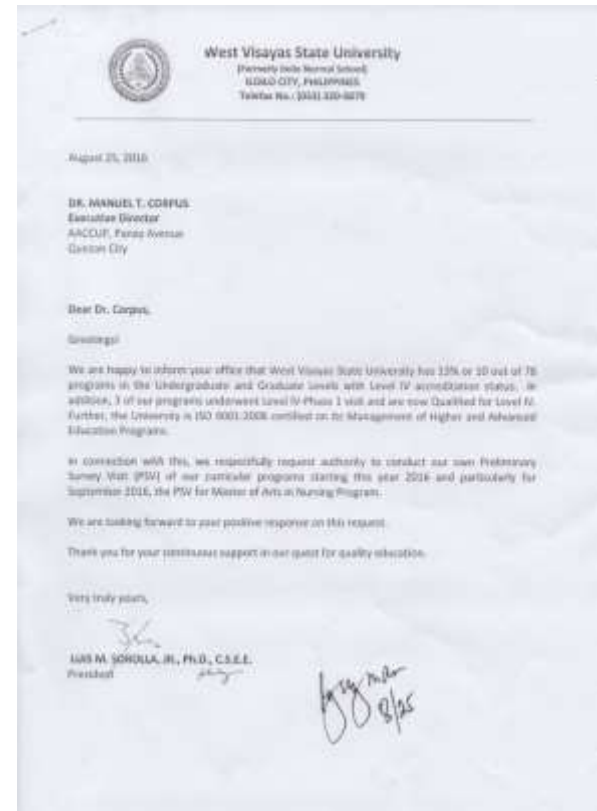 West Visayas State University
(Formerly Iloilo Normal School)
ILOILO CITY, PHILIPPINES
Telefax No.: (033) 320-0879
August 25, 2016
DR. MANUEL T. CORPUS
Executive Director
AACCUP, Panay Avenue
Quezon City
Dear Dr. Corpus,
Greetings!
We are happy to inform your office that West Visayas State University has 13% or 10 out of 76
programs in the Undergraduate and Graduate Levels with Level IV accreditation status. In
addition, 3 of our programs underwent Level IV-Phase 1 visit and are now Qualified for Level IV.
Further, the University is ISO 9001:2008 certified on its Management of Higher and Advanced
Education Programs.
In connection with this, we respectfully request authority to conduct our own Preliminary
Survey Visit (PSV) of our curricular programs starting this year 2016 and particularly for
September 2016, the PSV for Master of Arts in Nursing Program.
We are looking forward to your positive response on this request.
Thank you for your continuous support in our quest for quality education.
Very truly yours,
LUIS M. SOROLLA, JR., Ph.D., C.S.E.E.
President
8/25